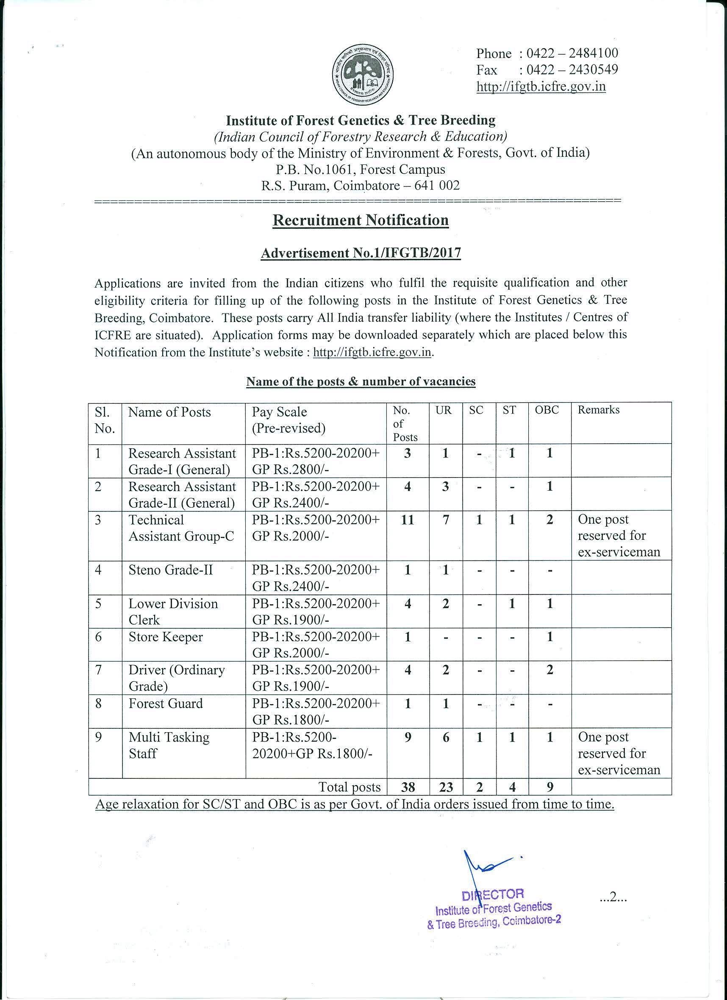 भारतीय वानिकी अनुसन्धान एवं शिक्षा परिषद
INDIAN COUNCIL OF FORESTRY RESEARCH AND EDUCATION
Phone : 0422 – 2484100
Fax : 0422 – 2430549
http://ifgtb.icfre.gov.in
Institute of Forest Genetics & Tree Breeding
(Indian Council of Forestry Research & Education)
(An autonomous body of the Ministry of Environment & Forests, Govt. of India)
P.B. No.1061, Forest Campus
R.S. Puram, Coimbatore – 641 002
Recruitment Notification
Advertisement No.1/IFGTB/2017
Applications are invited from the Indian citizens who fulfil the requisite qualification and other
eligibility criteria for filling up of the following posts in the Institute of Forest Genetics & Tree
Breeding, Coimbatore. These posts carry All India transfer liability (where the Institutes / Centres of
ICFRE are situated). Application forms may be downloaded separately which are placed below this
Notification from the Institute's website : http://ifgtb.icfre.gov.in.
Name of the posts & number of vacancies
Sl. Name of Posts Pay Scale No. UR SC ST OBC Remarks
No. (Pre-revised) of
Posts
1 Research Assistant PB-1:Rs.5200-20200+ 3 1 - 1 1
Grade-I (General) GP Rs.2800/-
2 Research Assistant PB-1:Rs.5200-20200+ 4 3 - - 1
Grade-II (General) GP Rs.2400/-
3 Technical PB-1:Rs.5200-20200+ 11 7 1 1 2 One post
Assistant Group-C GP Rs.2000/- reserved for
ex-serviceman
4 Steno Grade-II PB-1:Rs.5200-20200+ 1 1 - - -
GP Rs.2400/-
5 Lower Division PB-1:Rs.5200-20200+ 4 2 - 1 1
Clerk GP Rs.1900/-
6 Store Keeper PB-1:Rs.5200-20200+ 1 - - - 1
GP Rs.2000/-
7 Driver (Ordinary PB-1:Rs.5200-20200+ 4 2 - - 2
Grade) GP Rs.1900/-
8 Forest Guard PB-1:Rs.5200-20200+ 1 1 - - -
GP Rs.1800/-
9 Multi Tasking PB-1:Rs.5200- 9 6 1 1 1 One post
Staff 20200+GP Rs.1800/- reserved for
ex-serviceman
Total posts 38 23 2 4 9
Age relaxation for SC/ST and OBC is as per Govt. of India orders issued from time to time.
DIRECTOR
Institute of Forest Genetics
& Tree Breeding, Coimbatore-2
...2...